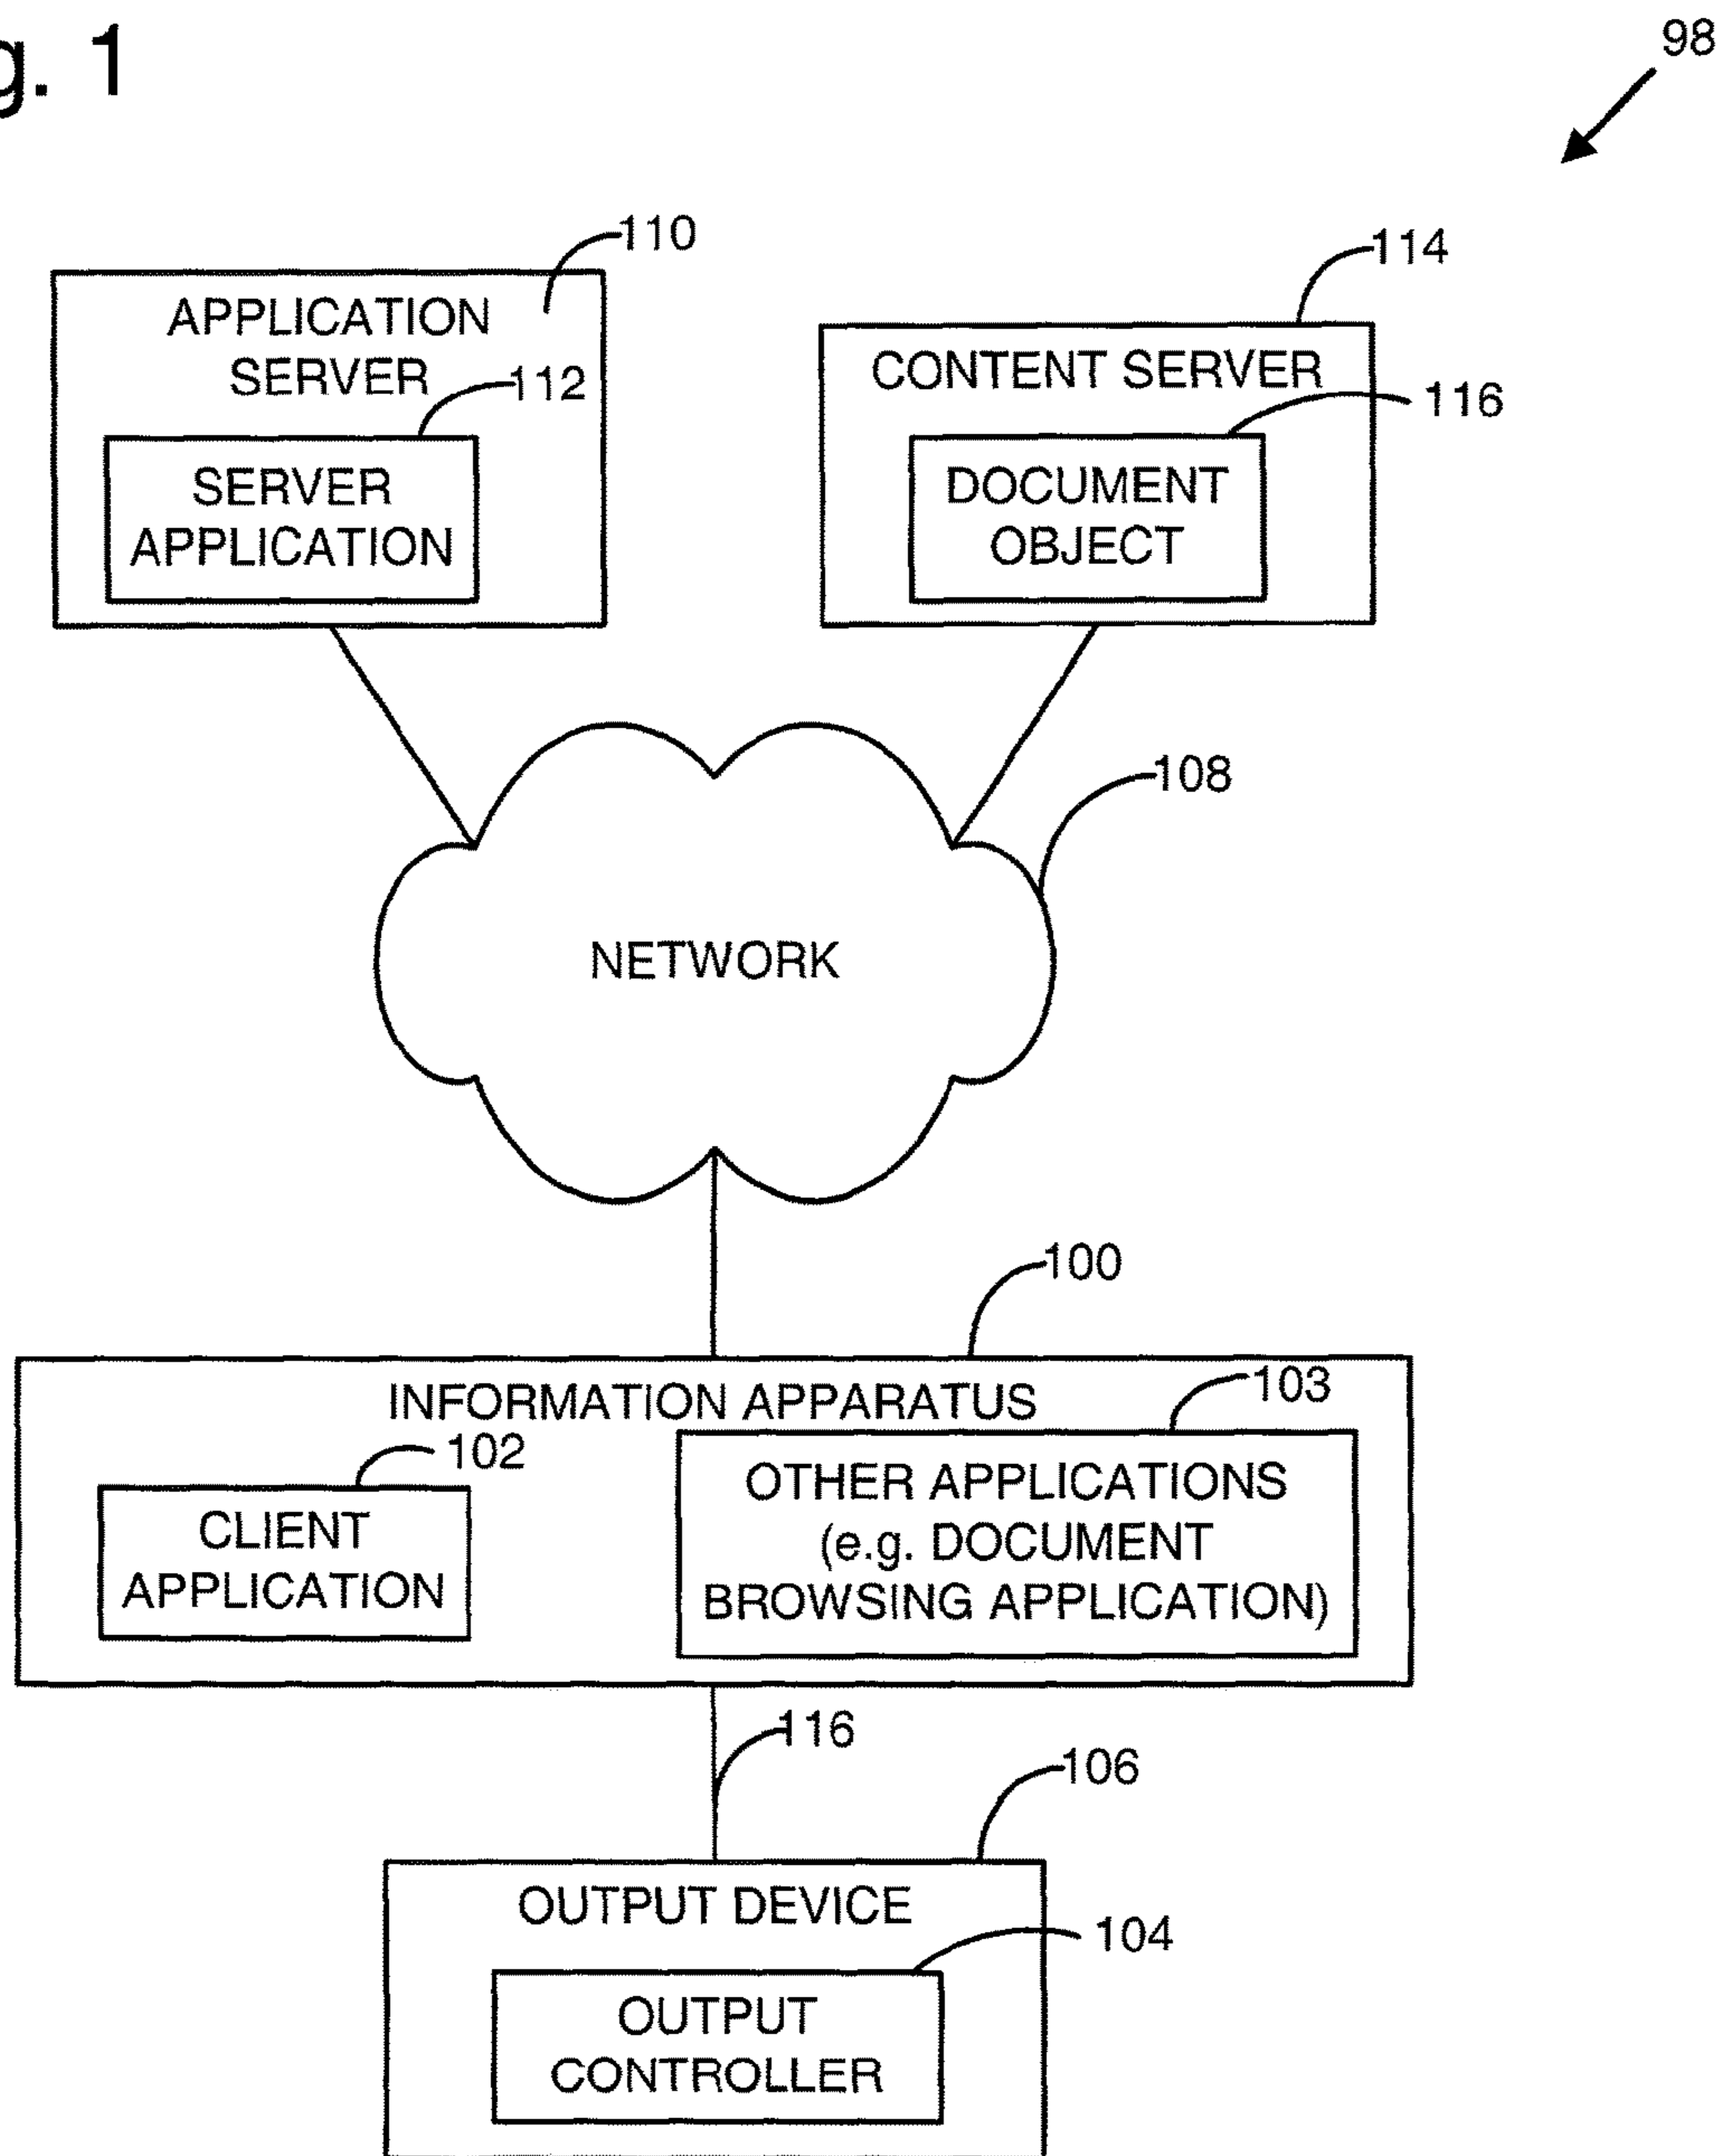 g. 1
98
110
APPLICATION
SERVER
112
SERVER
APPLICATION
114
CONTENT SERVER
116
DOCUMENT
OBJECT
108
NETWORK
100
INFORMATION APPARATUS
103
102
CLIENT
APPLICATION
OTHER APPLICATIONS
(e.g. DOCUMENT
BROWSING APPLICATION)
116
106
OUTPUT DEVICE
104
OUTPUT
CONTROLLER